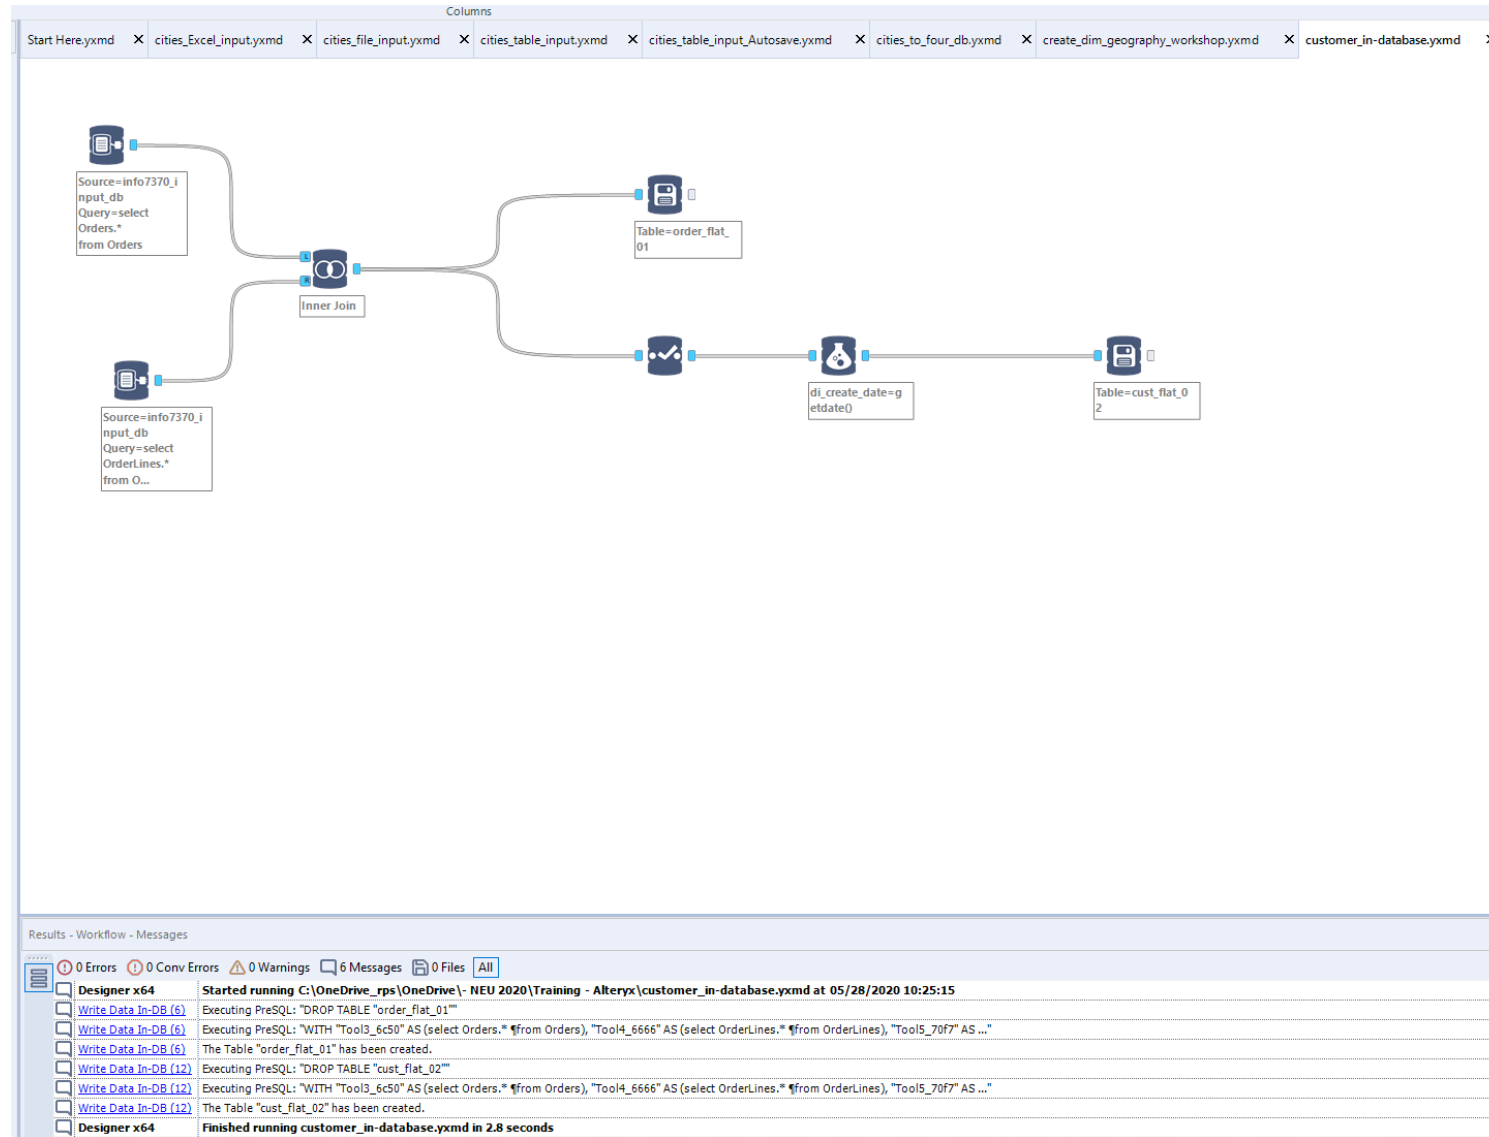 Columns
Start Here.yxmd
cities_Excel_input.yxmd
cities_file_input.yxmd
cities_table_input.yxmd
cities_table_input_Autosave.yxmd
cities_to_four_db.yxmd
create_dim_geography_workshop.yxmd
customer_in-database.yxmd
Source=info7370_i
nput_db
Query=select
Orders.*
from Orders
L
R
Inner Join
Source=info7370_i
nput_db
Query=select
OrderLines.*
from O...
Table=order_flat_
01
di_create_date=g
etdate()
Table=cust_flat_0
2
Results - Workflow - Messages
0 Errors 0 Conv Errors 0 Warnings 6 Messages 0 Files All
Designer x64 Started running C:\OneDrive_rps\OneDrive\- NEU 2020\Training - Alteryx\customer_in-database.yxmd at 05/28/2020 10:25:15
Write Data In-DB (6) Executing PreSQL: "DROP TABLE "order_flat_01""
Write Data In-DB (6) Executing PreSQL: "WITH "Tool3_6c50" AS (select Orders.* ¶from Orders), "Tool4_6666" AS (select OrderLines.* ¶from OrderLines), "Tool5_70f7" AS ..."
Write Data In-DB (6) The Table "order_flat_01" has been created.
Write Data In-DB (12) Executing PreSQL: "DROP TABLE "cust_flat_02""
Write Data In-DB (12) Executing PreSQL: "WITH "Tool3_6c50" AS (select Orders.* ¶from Orders), "Tool4_6666" AS (select OrderLines.* ¶from OrderLines), "Tool5_70f7" AS ..."
Write Data In-DB (12) The Table "cust_flat_02" has been created.
Designer x64 Finished running customer_in-database.yxmd in 2.8 seconds